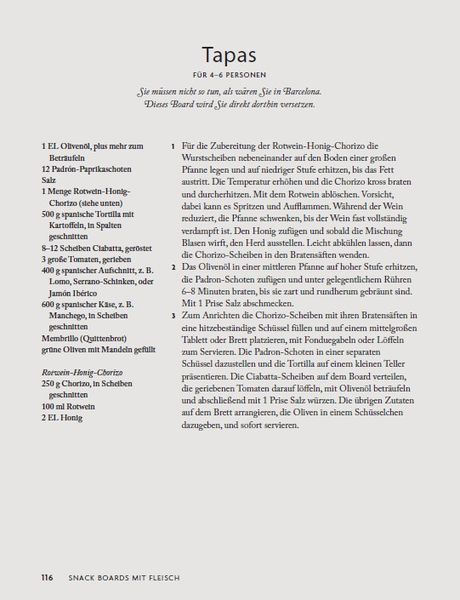 Tapas
FÜR 4–6 PERSONEN
Sie müssen nicht so tun, als wären Sie in Barcelona.
Dieses Board wird Sie direkt dorthin versetzen.
1 EL Olivenöl, plus mehr zum
Beträufeln
12 Padrón-Paprikaschoten
Salz
1 Menge Rotwein-Honig-
Chorizo (siehe unten)
500 g spanische Tortilla mit
Kartoffeln, in Spalten
geschnitten
8–12 Scheiben Ciabatta, geröstet
3 große Tomaten, gerieben
400 g spanischer Aufschnitt, z. B.
Lomo, Serrano-Schinken, oder
Jamón Ibérico
600 g spanischer Käse, z. B.
Manchego, in Scheiben
geschnitten
Membrillo (Quittenbrot)
grüne Oliven mit Mandeln gefüllt
Rotwein-Honig-Chorizo
250 g Chorizo, in Scheiben
geschnitten
100 ml Rotwein
2 EL Honig
1 Für die Zubereitung der Rotwein-Honig-Chorizo die
Wurstscheiben nebeneinander auf den Boden einer großen
Pfanne legen und auf niedriger Stufe erhitzen, bis das Fett
austritt. Die Temperatur erhöhen und die Chorizo kross braten
und durcherhitzen. Mit dem Rotwein ablöschen. Vorsicht,
dabei kann es Spritzen und Aufflammen. Während der Wein
reduziert, die Pfanne schwenken, bis der Wein fast vollständig
verdampft ist. Den Honig zufügen und sobald die Mischung
Blasen wirft, den Herd ausstellen. Leicht abkühlen lassen, dann
die Chorizo-Scheiben in den Bratensäften wenden.
2 Das Olivenöl in einer mittleren Pfanne auf hoher Stufe erhitzen,
die Padron-Schoten zufügen und unter gelegentlichem Rühren
6–8 Minuten braten, bis sie zart und rundherum gebräunt sind.
Mit 1 Prise Salz abschmecken.
3 Zum Anrichten die Chorizo-Scheiben mit ihren Bratensäften in
eine hitzebeständige Schüssel füllen und auf einem mittelgroßen
Tablett oder Brett platzieren, mit Fonduegabeln oder Löffeln
zum Servieren. Die Padron-Schoten in einer separaten
Schüssel dazustellen und die Tortilla auf einem kleinen Teller
präsentieren. Die Ciabatta-Scheiben auf dem Board verteilen,
die geriebenen Tomaten darauf löffeln, mit Olivenöl beträufeln
und abschließend mit 1 Prise Salz würzen. Die übrigen Zutaten
auf dem Brett arrangieren, die Oliven in einem Schüsselchen
dazugeben, und sofort servieren.
116 SNACK BOARDS MIT FLEISCH